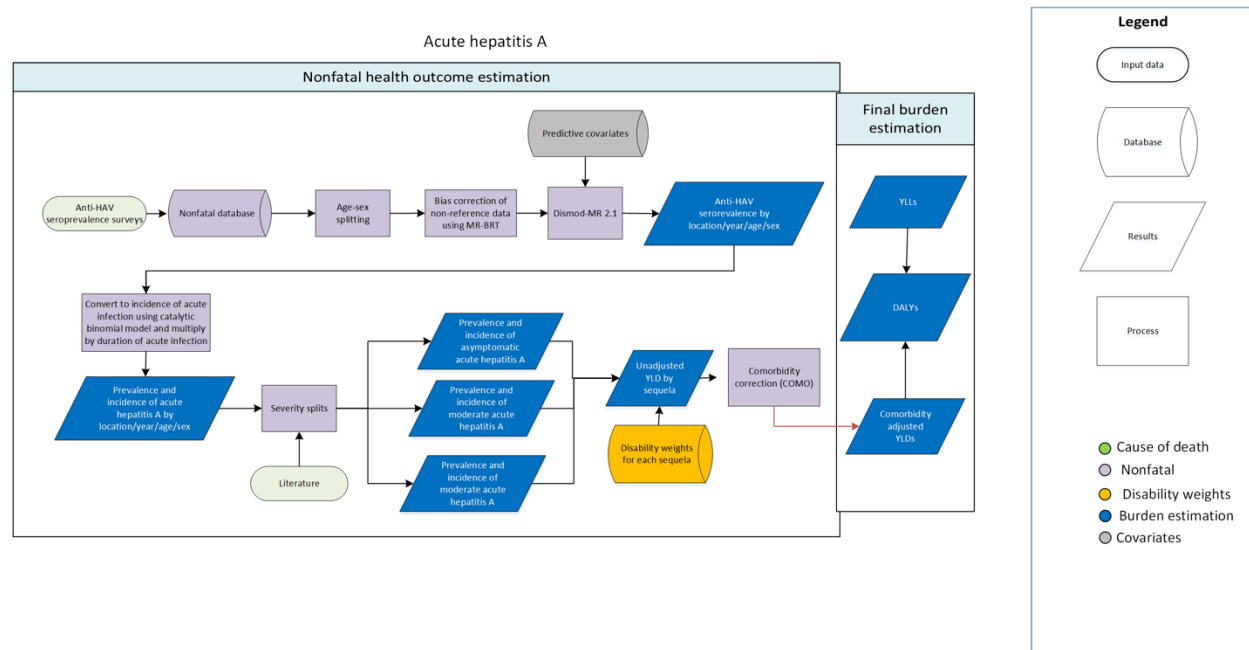 Acute hepatitis A
Nonfatal health outcome estimation
Predictive covariates
Anti-HAV
seroprevalence surveys
Nonfatal database
Age-sex
splitting
Bias correction of
non-reference data
using MR-BRT
Dismod-MR 2.1
Anti-HAV
serorevalence by
location/year/age/sex
Convert to incidence of acute
infection using catalytic
binomial model and multiply
by duration of acute infection
Prevalence and
incidence of acute
hepatitis A by
location/year/age/sex
Severity splits
Literature
Prevalence and
incidence of
asymptomatic
acute hepatitis A
Prevalence and
incidence of
moderate acute
hepatitis A
Prevalence and
incidence of
moderate acute
hepatitis A
Unadjusted
YLD by
sequela
Disability weights
for each sequela
Comorbidity
correction (COMO)
Final burden
estimation
YLLs
DALYs
Comorbidity
adjusted
YLDs
Legend
Input data
Database
Results
Process
Cause of death
Nonfatal
Disability weights
Burden estimation
Covariates